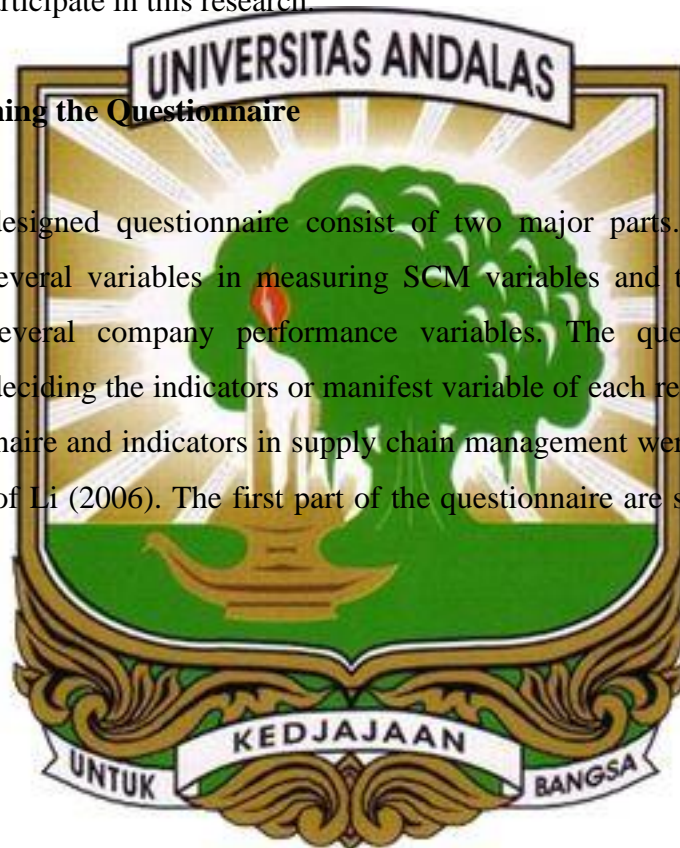 rticipate in this research.
UNIVERSITAS ANDALAS
ning the Questionnaire
designed questionnaire consist of two major parts.
everal variables in measuring SCM variables and t
everal company performance variables. The que
deciding the indicators or manifest variable of each re
naire and indicators in supply chain management wer
of Li (2006). The first part of the questionnaire are s
KEDJAJAAN
UNTUK BANGSA